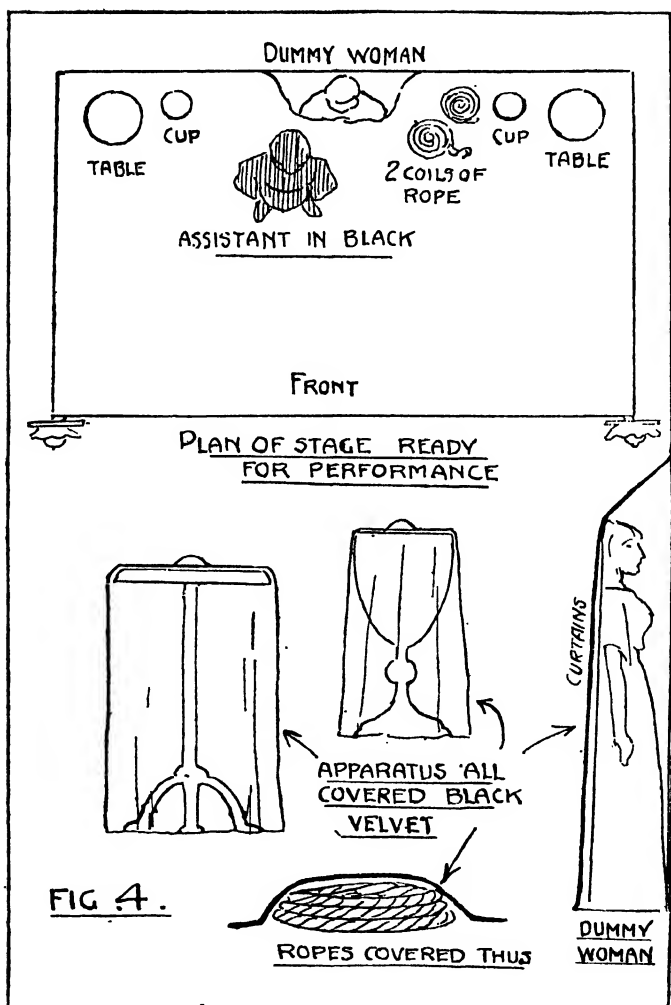 DUMMY WOMAN
TABLE
CUP
2 COILS OF
ROPE
CUP
TABLE
ASSISTANT IN BLACK
FRONT
PLAN OF STAGE READY
FOR PERFORMANCE
CURTAINS
APPARATUS ALL
COVERED BLACK
VELVET
FIG 4.
ROPES COVERED THUS
DUMMY
WOMAN